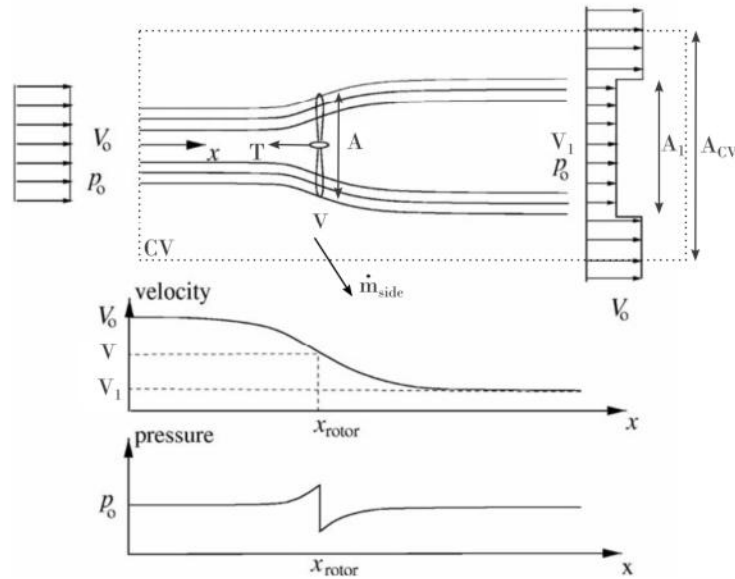 V₀ x T A V₁ A₁ A_CV
p₀ p₀
V
CV
ṁ_side
V₀
velocity
V₀
V
V₁
x_rotor x
pressure
p₀
x_rotor x